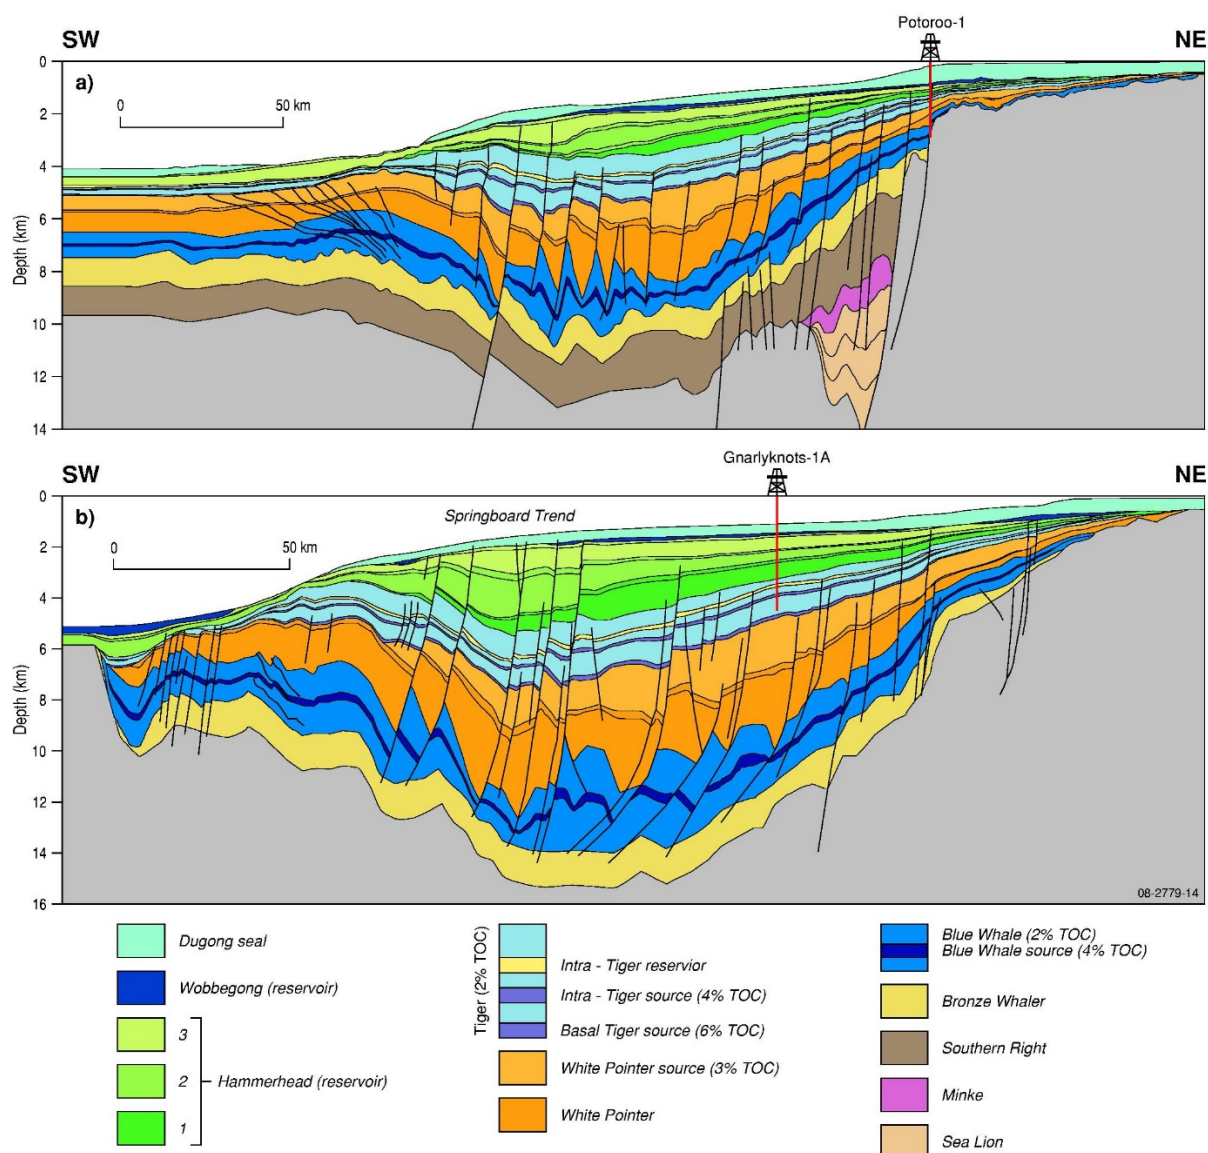 Potoroo-1
SW
NE
a)
0
50 km
0
2
4
6
8
10
12
14
Depth (km)
Gnarlyknots-1A
SW
NE
b)
Springboard Trend
0
50 km
0
2
4
6
8
10
12
14
16
Depth (km)
08-2779-14
Dugong seal
Wobbegong (reservoir)
3
2
1
Hammerhead (reservoir)
Tiger (2% TOC)
Intra - Tiger reservior
Intra - Tiger source (4% TOC)
Basal Tiger source (6% TOC)
White Pointer source (3% TOC)
White Pointer
Blue Whale (2% TOC)
Blue Whale source (4% TOC)
Bronze Whaler
Southern Right
Minke
Sea Lion